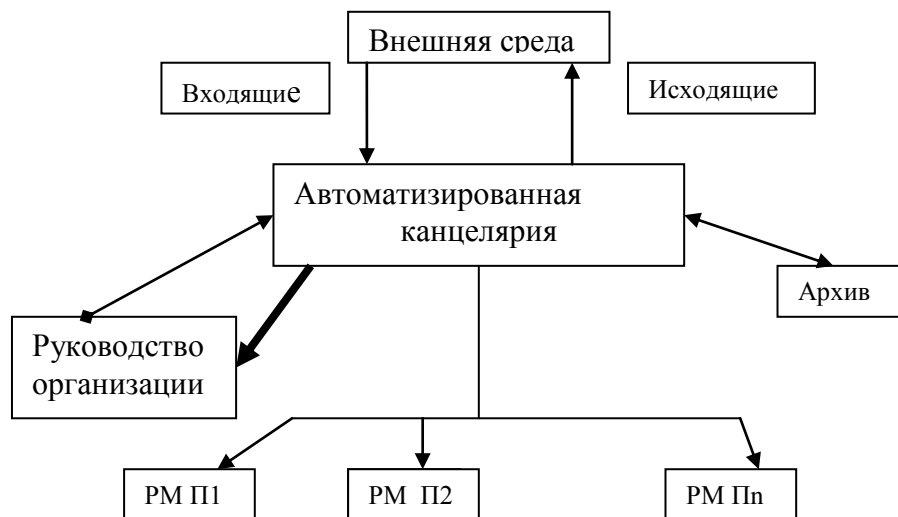 Внешняя среда
Входящие
Исходящие
Автоматизированная
канцелярия
Архив
Руководство
организации
РМ П1
РМ П2
РМ Пn